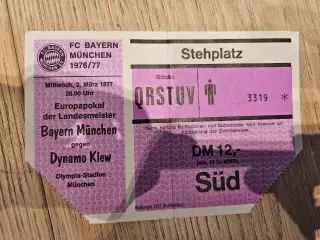 FC BAYERN
MÜNCHEN
1976/77
Mittwoch, 2. März 1977
20.00 Uhr
Europapokal
der Landesmeister
Bayern München
gegen
Dynamo Kiew
Olympia-Stadion
München
Stehplatz
Blöcke
QRSTUV
3319 *
DM 12,-
Süd